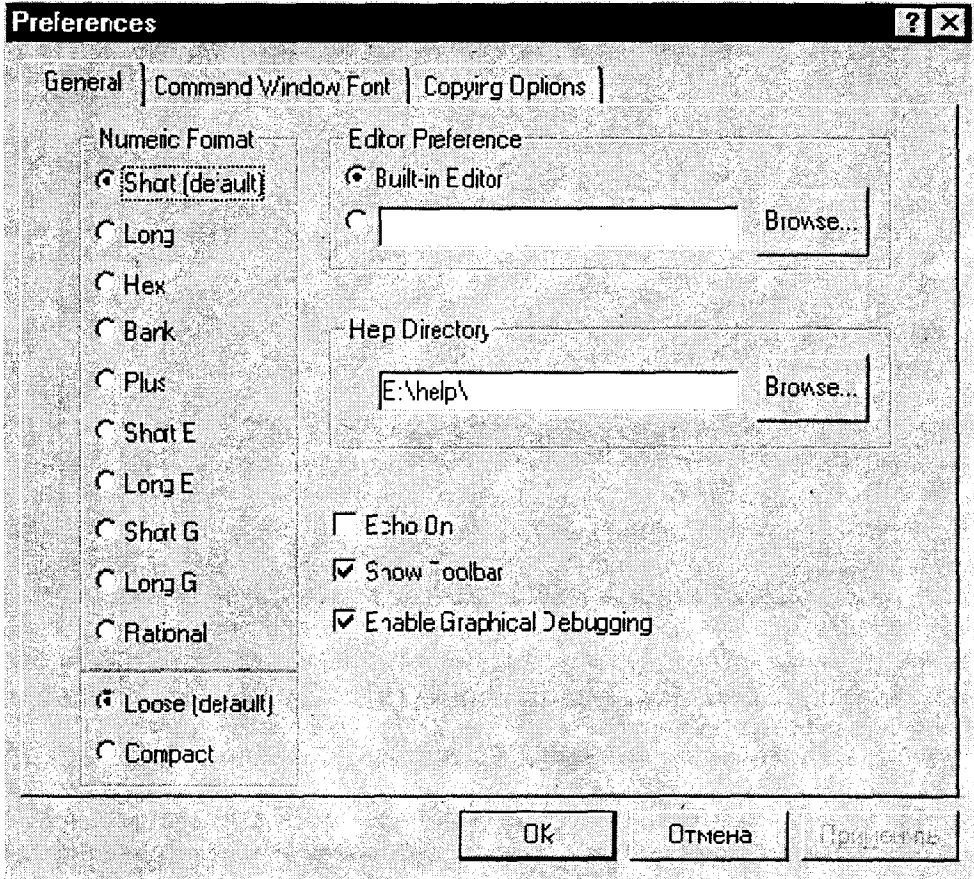 Preferences
General
Command Window Font
Copying Options
Numeric Format
Short (default)
Long
Hex
Bank
Plus
Short E
Long E
Short G
Long G
Rational
Loose (default)
Compact
Editor Preference
Built-in Editor
Browse...
Help Directory
E:\help\
Browse...
Echo On
Show Toolbar
Enable Graphical Debugging
OK
Отмена
Применить